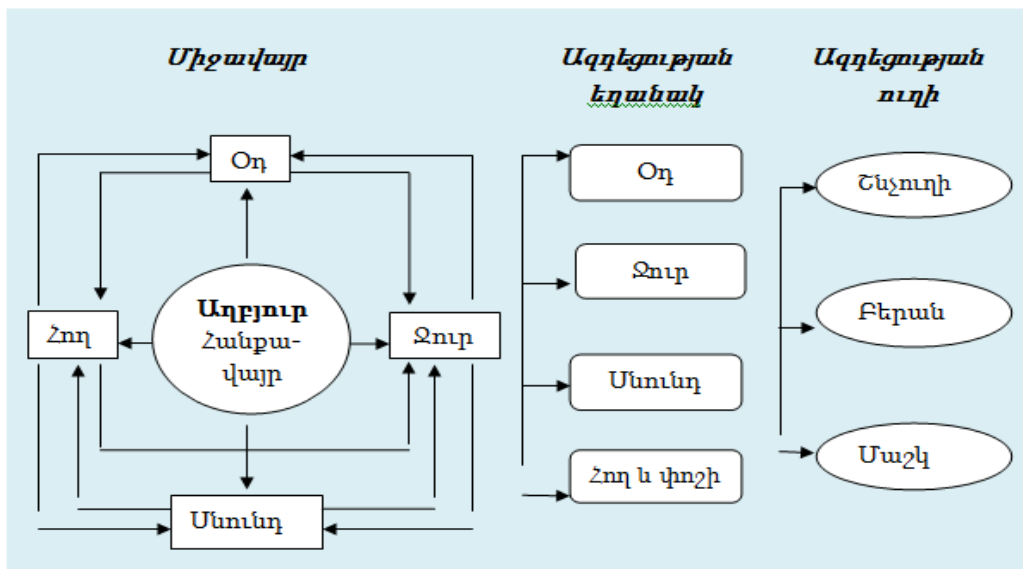 Միջավայր
Ազդեցության
եղանակ
Ազդեցության
ուղի
Օդ
Հող
Աղբյուր
Հանքա-
վայր
Ջուր
Սնունդ
Օդ
Ջուր
Սնունդ
Հող և փոշի
Շնչուղի
Բերան
Մաշկ